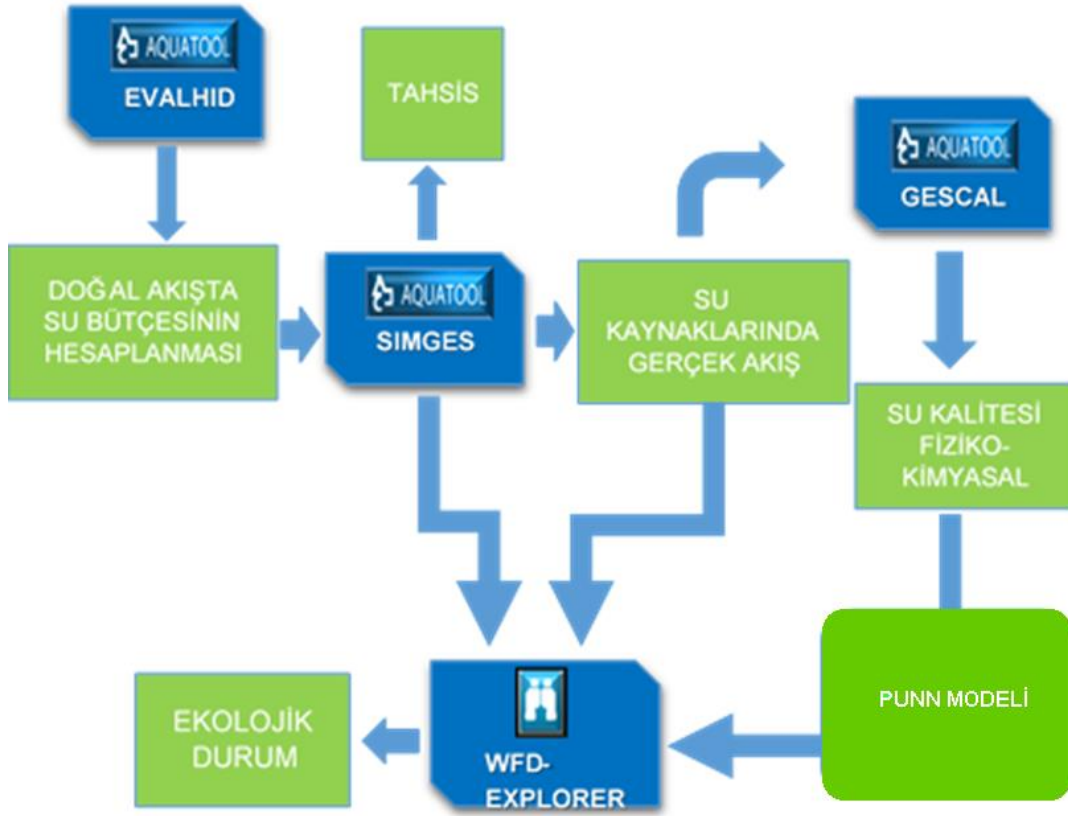 AQUATOOL
EVALHID
TAHSİS
AQUATOOL
GESCAL
DOĞAL AKIŞTA
SU BÜTÇESİNİN
HESAPLANMASI
AQUATOOL
SIMGES
SU
KAYNAKLARINDA
GERÇEK AKIŞ
SU KALİTESİ
FİZİKO-
KİMYASAL
EKOLOJİK
DURUM
WFD-
EXPLORER
PUNN MODELİ